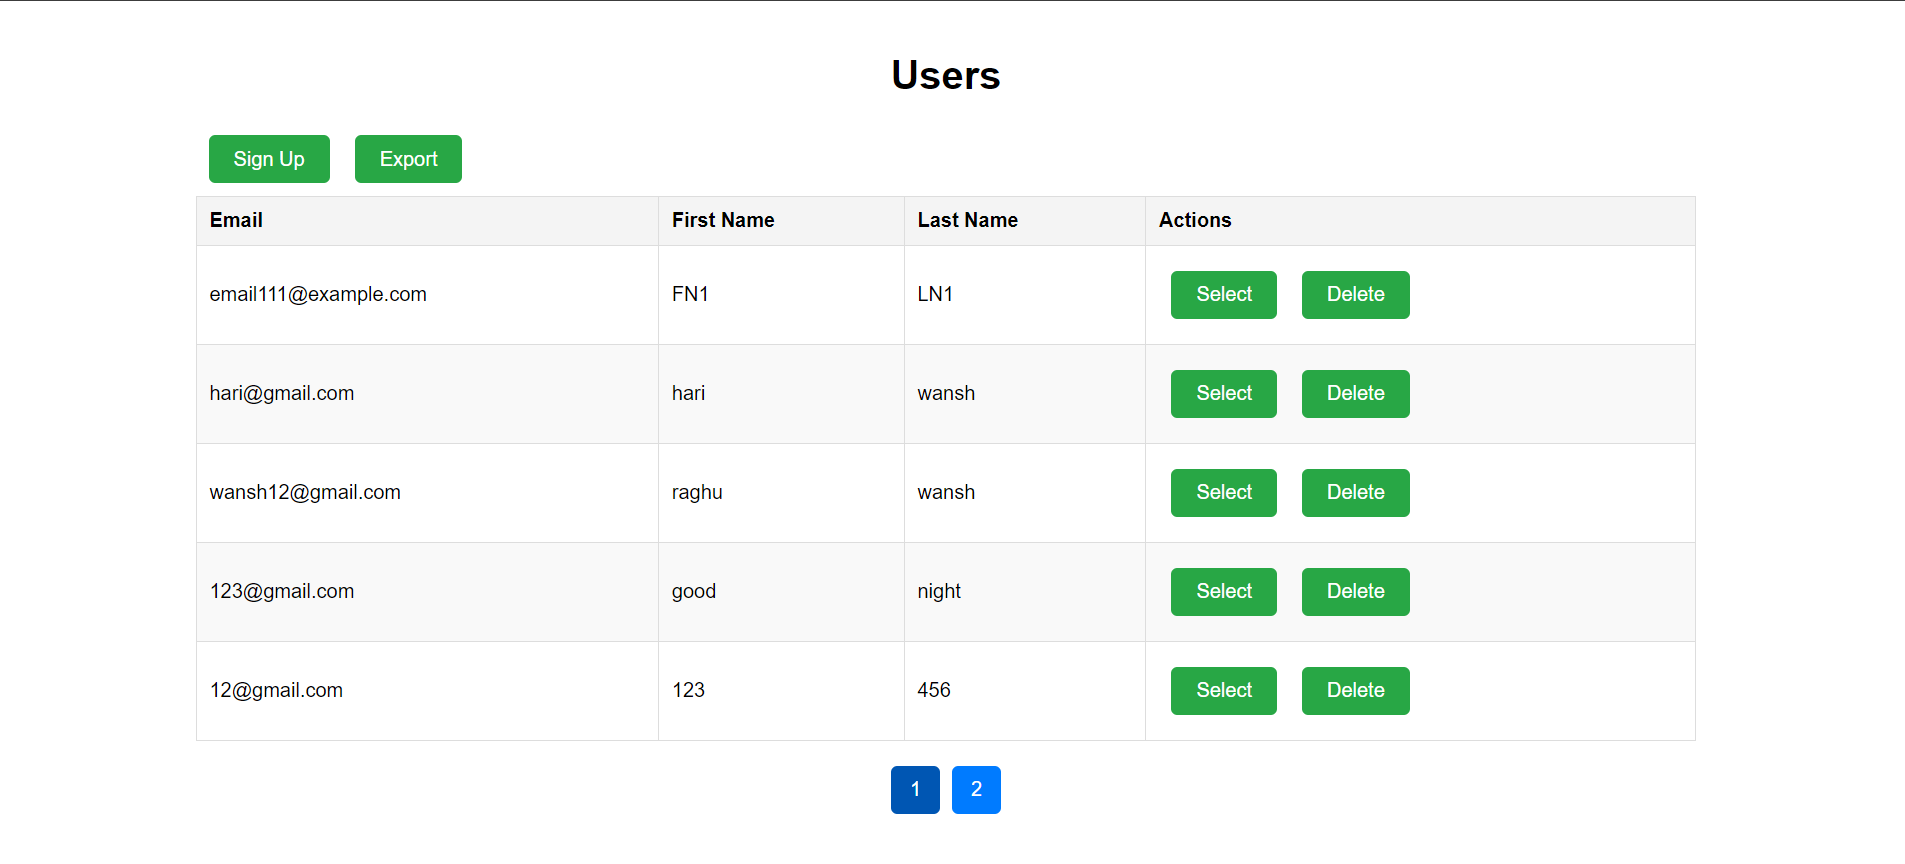 Users
Sign Up Export
Email First Name Last Name Actions
email111@example.com FN1 LN1 Select Delete
hari@gmail.com hari wansh Select Delete
wansh12@gmail.com raghu wansh Select Delete
123@gmail.com good night Select Delete
12@gmail.com 123 456 Select Delete
1 2